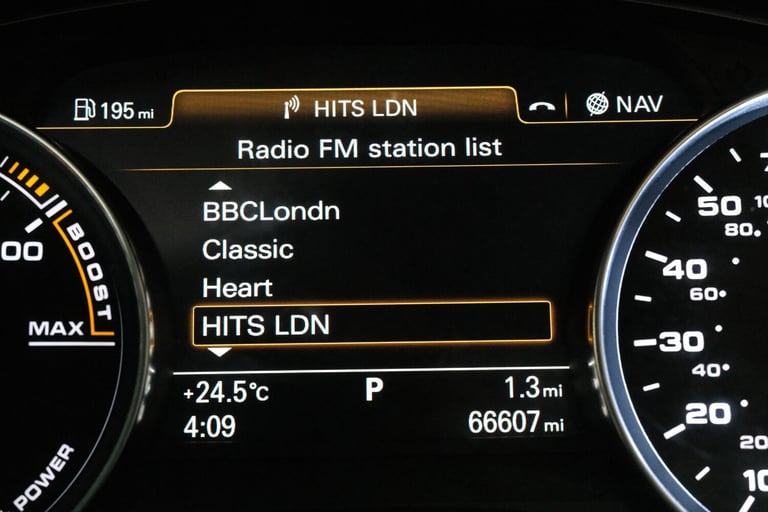 195 mi
HITS LDN
NAV
Radio FM station list
BBCLondn
Classic
Heart
HITS LDN
+24.5°C
P
1.3 mi
4:09
66607 mi
BOOST
MAX
POWER
50
80
40
60
30
40
20
20
10